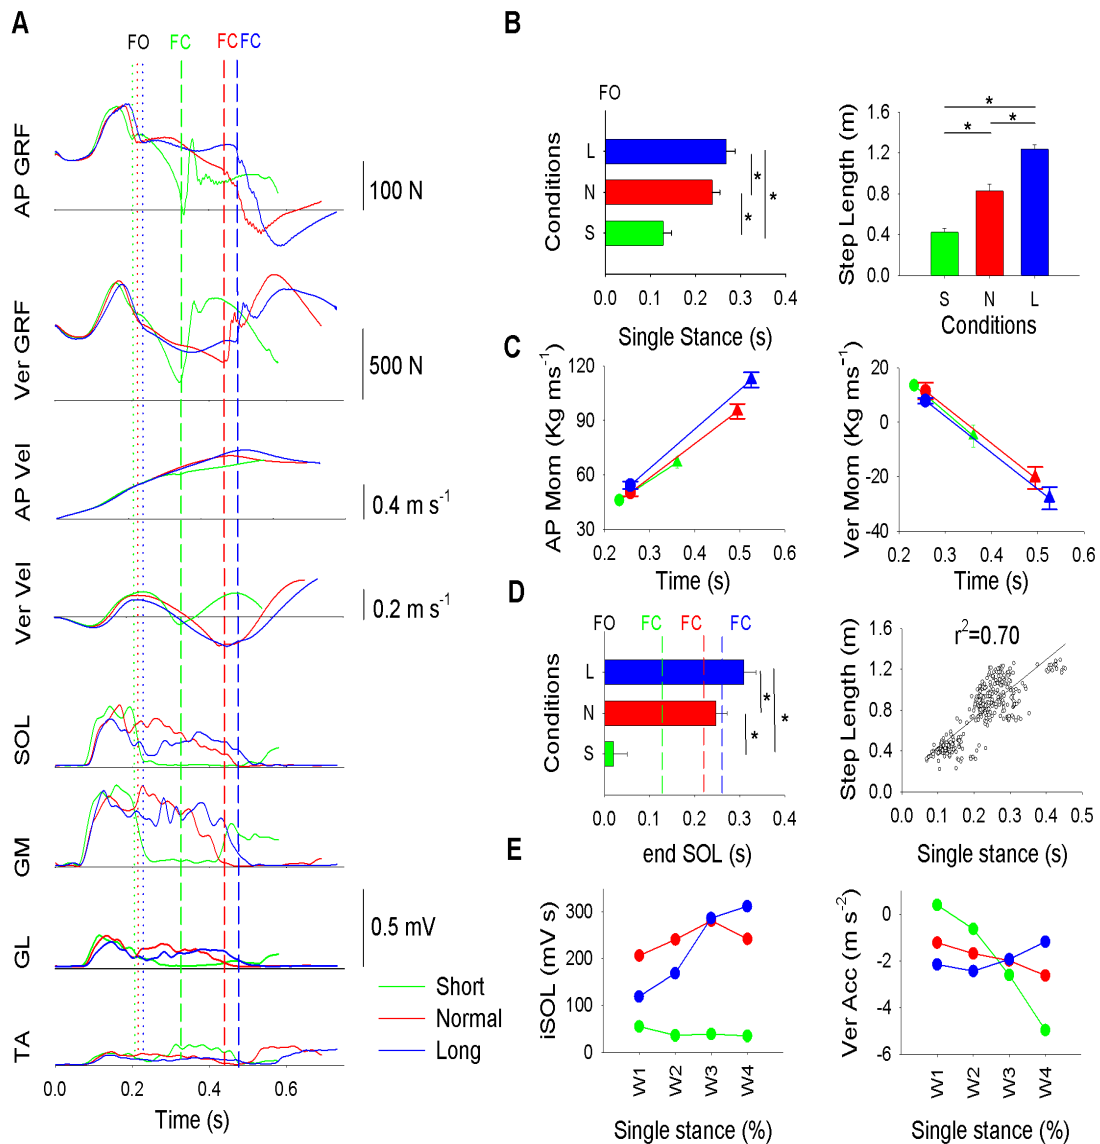 A
FO
FC
FC
FC
AP GRF
100 N
Ver GRF
500 N
AP Vel
0.4 m s-1
Ver Vel
0.2 m s-1
SOL
GM
0.5 mV
GL
TA
Short
Normal
Long
0.0 0.2 0.4 0.6
Time (s)
B
FO
Conditions
L
N
S
*
*
*
0.0 0.1 0.2 0.3 0.4
Single Stance (s)
Step Length (m)
1.6
1.2
0.8
0.4
0.0
*
*
*
S N L
Conditions
C
AP Mom (Kg ms-1)
120
90
60
30
0.2 0.3 0.4 0.5 0.6
Time (s)
Ver Mom (Kg ms-1)
20
0
-20
-40
0.2 0.3 0.4 0.5 0.6
Time (s)
D
FO
FC
FC
FC
Conditions
L
N
S
*
*
*
0.0 0.1 0.2 0.3 0.4
end SOL (s)
Step Length (m)
1.6
1.2
0.8
0.4
0.0
r2=0.70
0.0 0.1 0.2 0.3 0.4 0.5
Single stance (s)
E
iSOL (mV s)
300
200
100
0
W1 W2 W3 W4
Single stance (%)
Ver Acc (m s-2)
0
-2
-4
-6
W1 W2 W3 W4
Single stance (%)